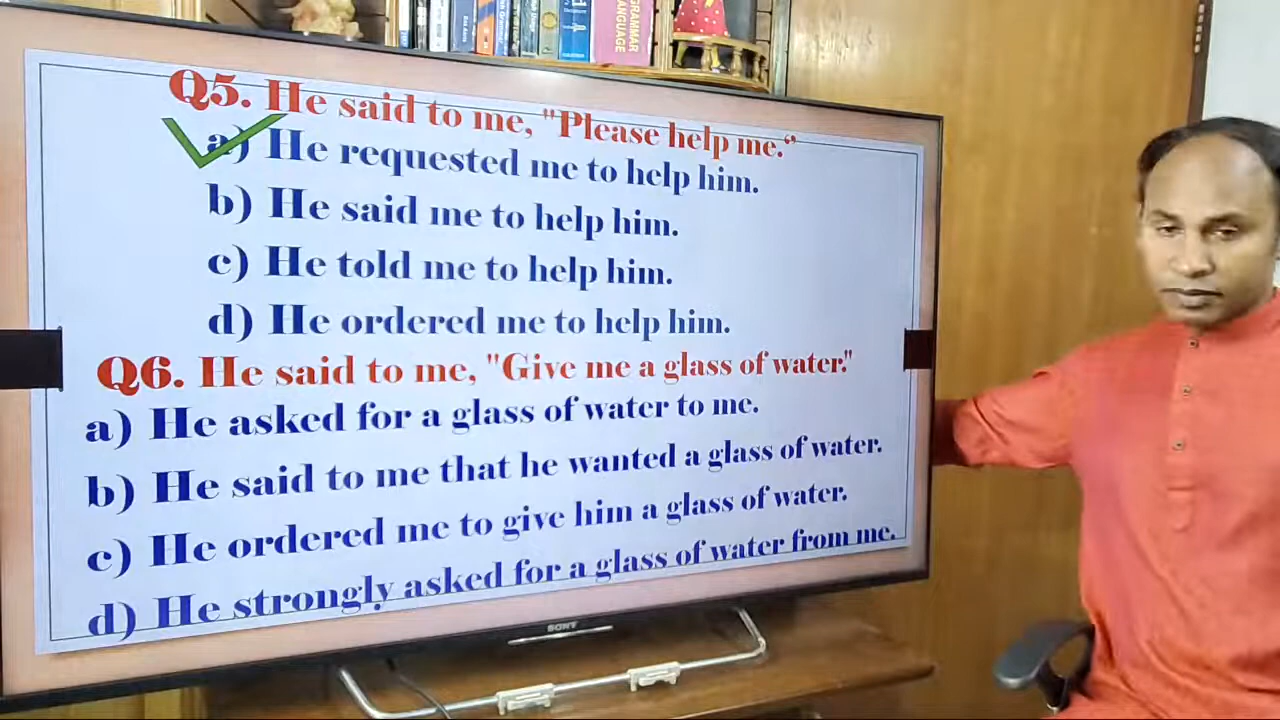 GRAMMAR
LANGUAGE
Q5. He said to me, "Please help me.“
a) He requested me to help him.
b) He said me to help him.
c) He told me to help him.
d) He ordered me to help him.
Q6. He said to me, "Give me a glass of water."
a) He asked for a glass of water to me.
b) He said to me that he wanted a glass of water.
c) He ordered me to give him a glass of water.
d) He strongly asked for a glass of water from me.
SONY